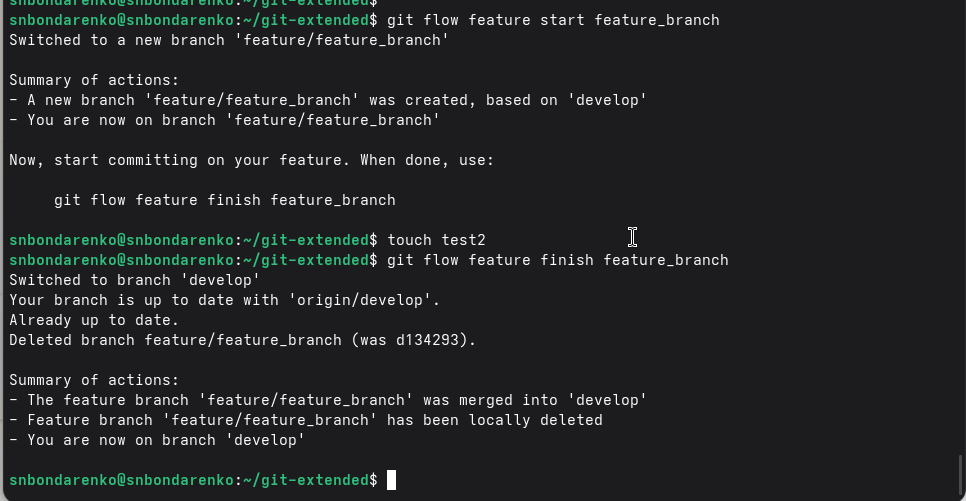 snbondarenko@snbondarenko:~/git-extended$
snbondarenko@snbondarenko:~/git-extended$ git flow feature start feature_branch
Switched to a new branch 'feature/feature_branch'
Summary of actions:
- A new branch 'feature/feature_branch' was created, based on 'develop'
- You are now on branch 'feature/feature_branch'
Now, start committing on your feature. When done, use:
     git flow feature finish feature_branch
snbondarenko@snbondarenko:~/git-extended$ touch test2
snbondarenko@snbondarenko:~/git-extended$ git flow feature finish feature_branch
Switched to branch 'develop'
Your branch is up to date with 'origin/develop'.
Already up to date.
Deleted branch feature/feature_branch (was d134293).
Summary of actions:
- The feature branch 'feature/feature_branch' was merged into 'develop'
- Feature branch 'feature/feature_branch' has been locally deleted
- You are now on branch 'develop'
snbondarenko@snbondarenko:~/git-extended$